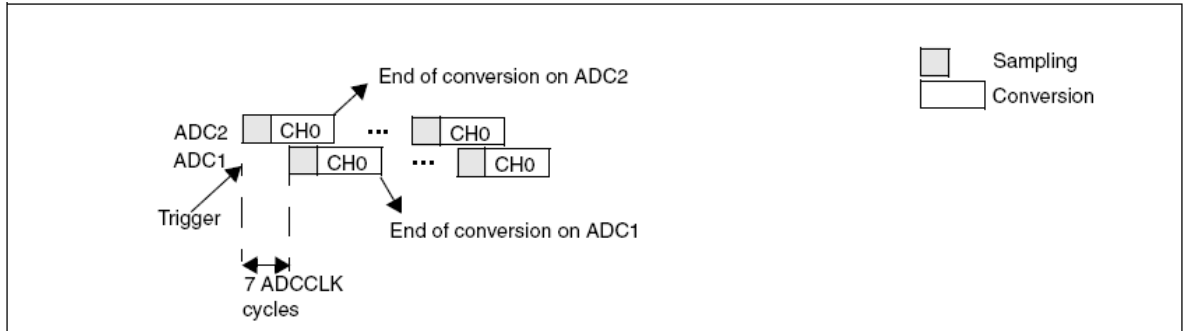 End of conversion on ADC2
Sampling
Conversion
ADC2 CH0 ... CH0
ADC1 CH0 ... CH0
Trigger
End of conversion on ADC1
7 ADCCLK
cycles